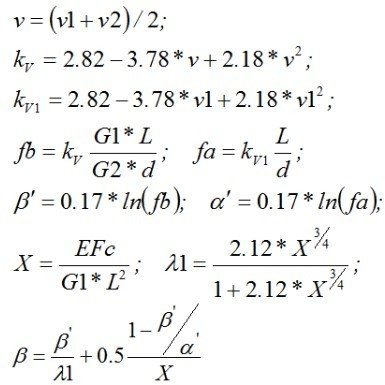 v = (v1 + v2) / 2;
k_V = 2.82 − 3.78 * v + 2.18 * v²;
k_V1 = 2.82 − 3.78 * v1 + 2.18 * v1²;
fb = k_V (G1 * L)/(G2 * d); fa = k_V1 L/d;
β′ = 0.17 * ln(fb); α′ = 0.17 * ln(fa);
X = EFc/(G1 * L²); λ1 = (2.12 * X^(3/4))/(1 + 2.12 * X^(3/4));
β = β'/λ1 + 0.5 (1 − β'/α')/X